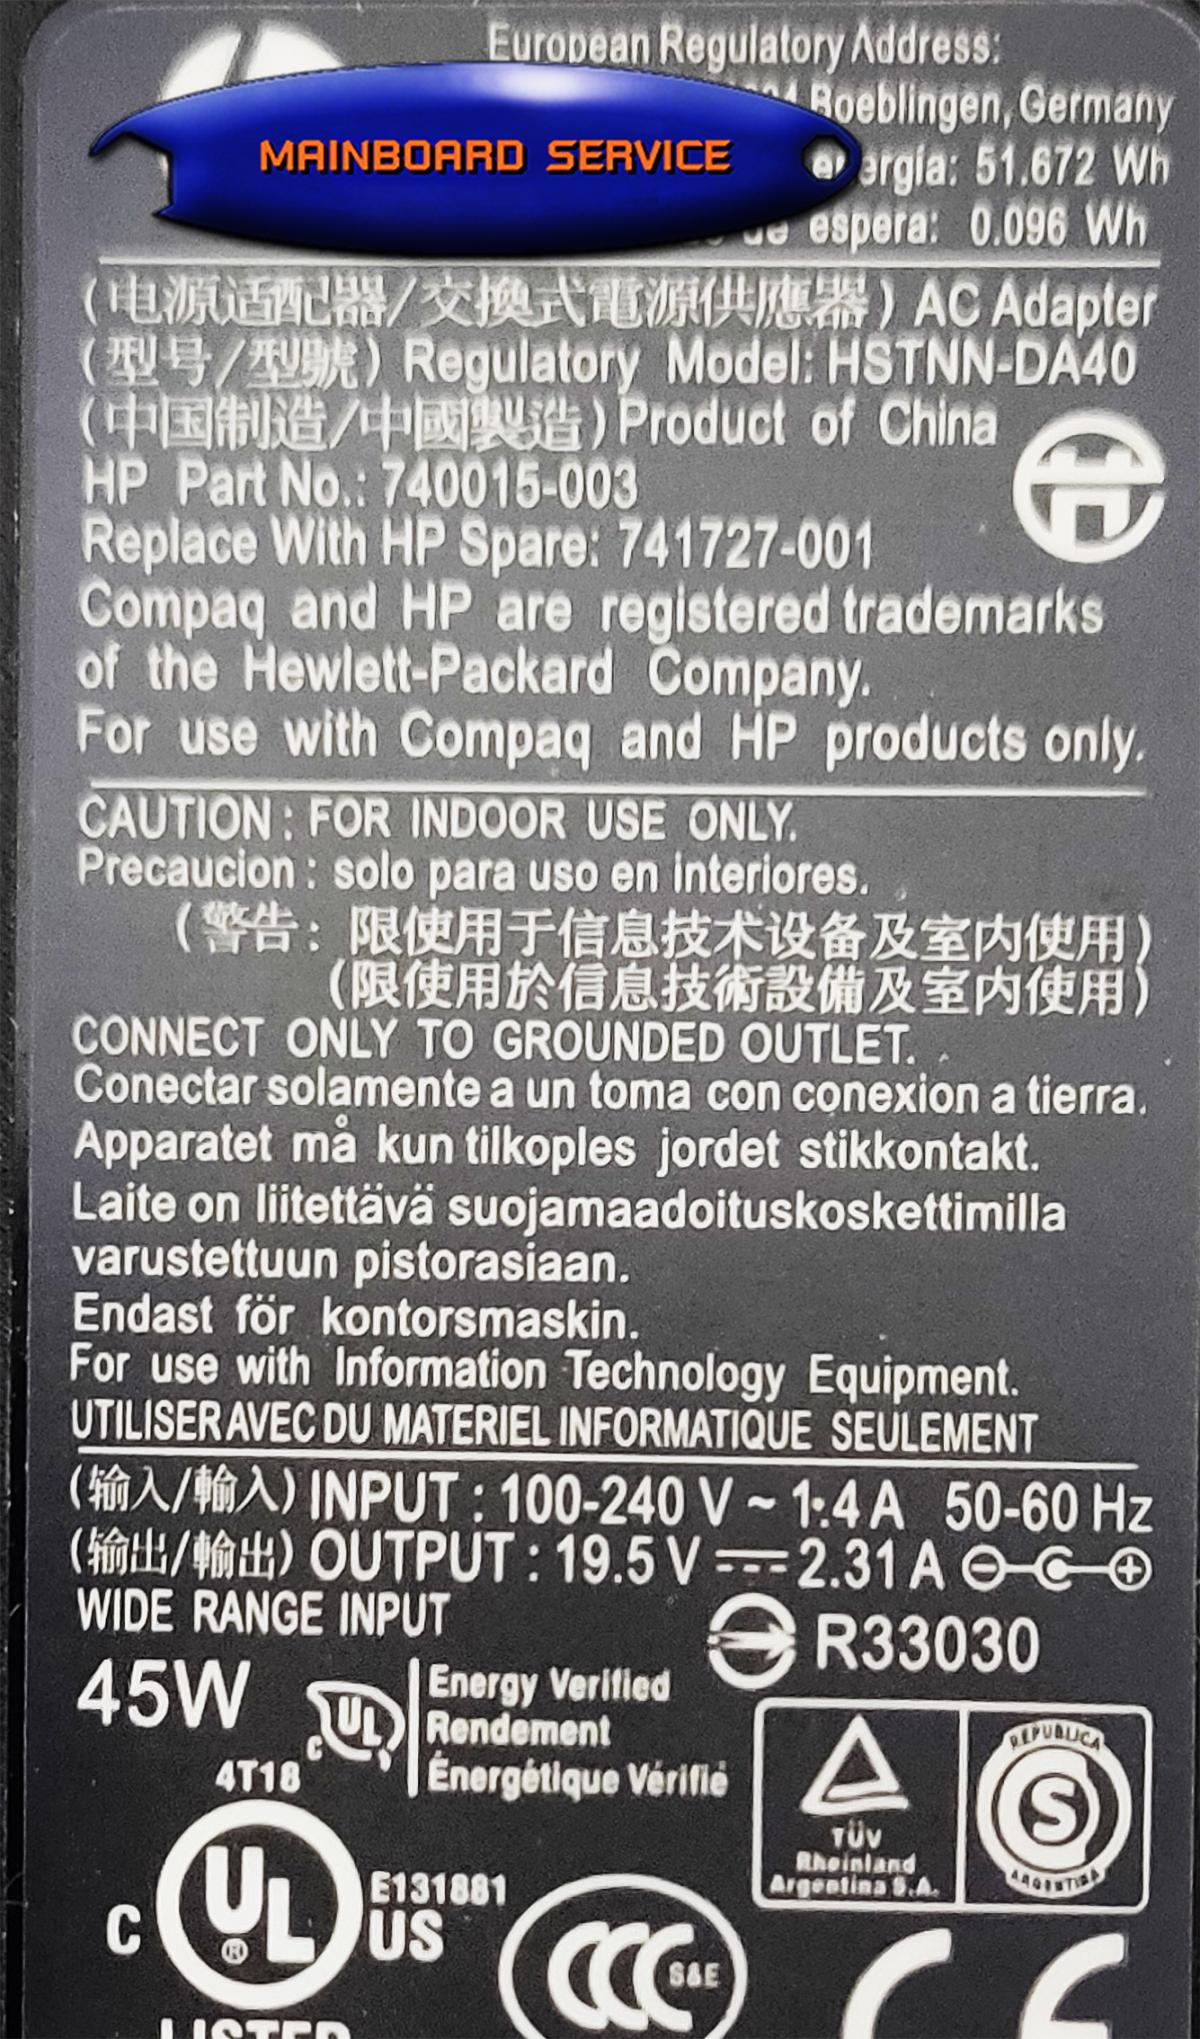 European Regulatory Address:
Boeblingen, Germany
MAINBOARD SERVICE
energía: 51.672 Wh
de espera: 0.096 Wh
(电源适配器/交換式電源供應器) AC Adapter
(型号/型號) Regulatory Model: HSTNN-DA40
(中国制造/中國製造) Product of China
HP Part No.: 740015-003
Replace With HP Spare: 741727-001
Compaq and HP are registered trademarks
of the Hewlett-Packard Company.
For use with Compaq and HP products only.
CAUTION: FOR INDOOR USE ONLY.
Precaucion : solo para uso en interiores.
(警告: 限使用于信息技术设备及室内使用)
(限使用於信息技術設備及室内使用)
CONNECT ONLY TO GROUNDED OUTLET.
Conectar solamente a un toma con conexion a tierra.
Apparatet må kun tilkoples jordet stikkontakt.
Laite on liitettävä suojamaadoituskoskettimilla
varustettuun pistorasiaan.
Endast för kontorsmaskin.
For use with Information Technology Equipment.
UTILISER AVEC DU MATERIEL INFORMATIQUE SEULEMENT
(输入/輸入) INPUT : 100-240 V ~ 1.4 A 50-60 Hz
(输出/輸出) OUTPUT : 19.5 V ⎓ 2.31 A
WIDE RANGE INPUT
R33030
45W
c UL
Energy Verified
Rendement
Énergétique Vérifié
4T18
C UL ® US
E131881
LISTED
CCC S&E
TÜV
Rheinland
Argentina S.A.
REPUBLICA
S
ARGENTINA
CE